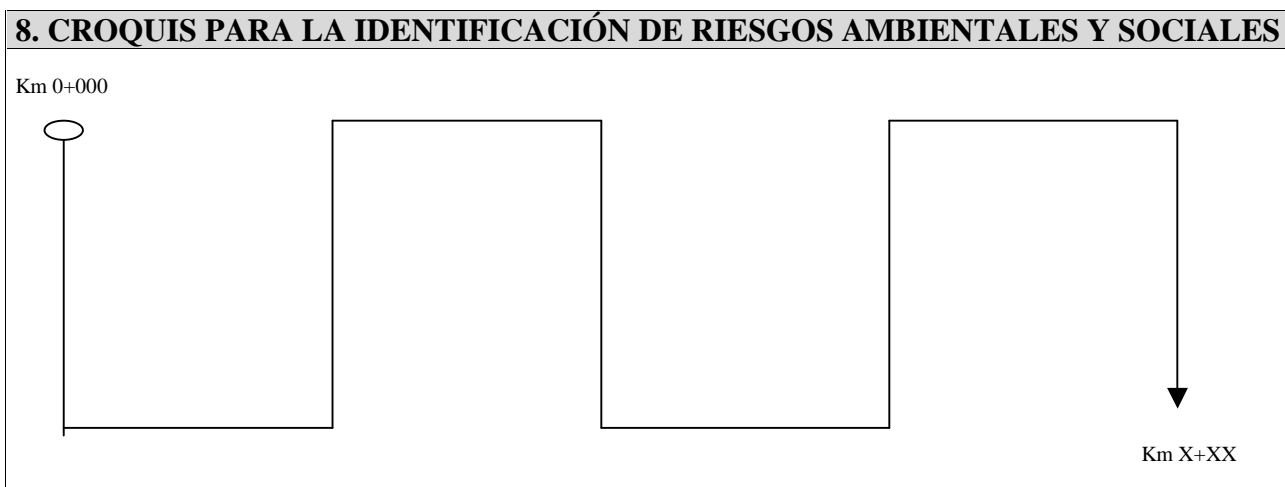 8. CROQUIS PARA LA IDENTIFICACIÓN DE RIESGOS AMBIENTALES Y SOCIALES
Km 0+000
Km X+XX